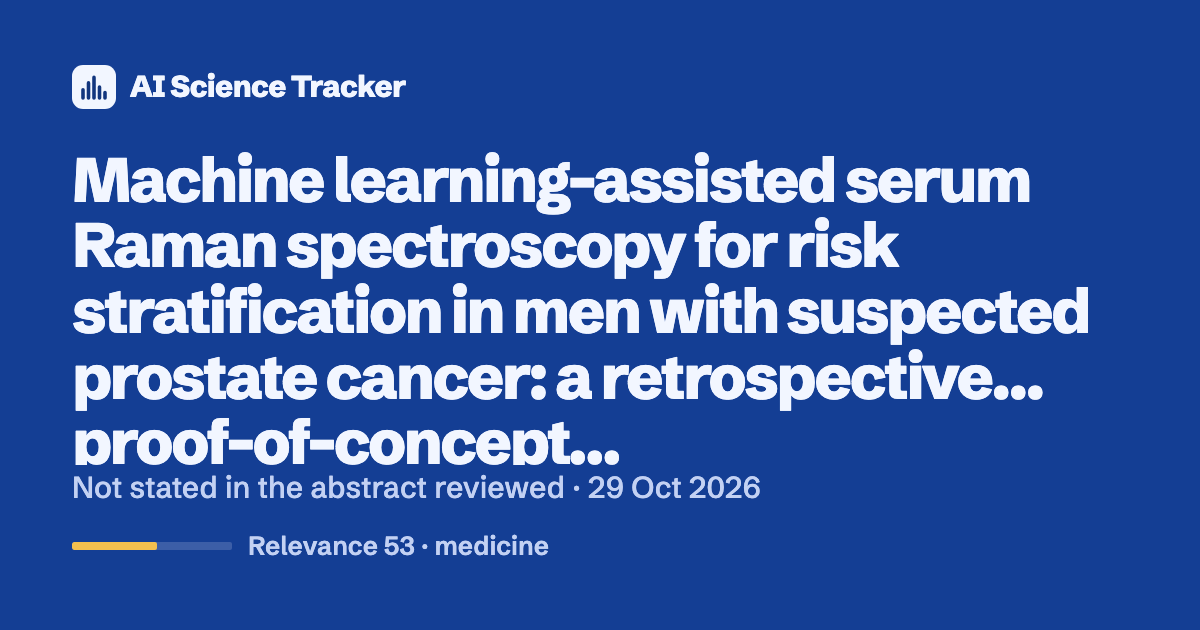 AI Science Tracker
Machine learning-assisted serum
Raman spectroscopy for risk
stratification in men with suspected
prostate cancer: a retrospective...
proof-of-concept...
Not stated in the abstract reviewed · 29 Oct 2026
Relevance 53 · medicine